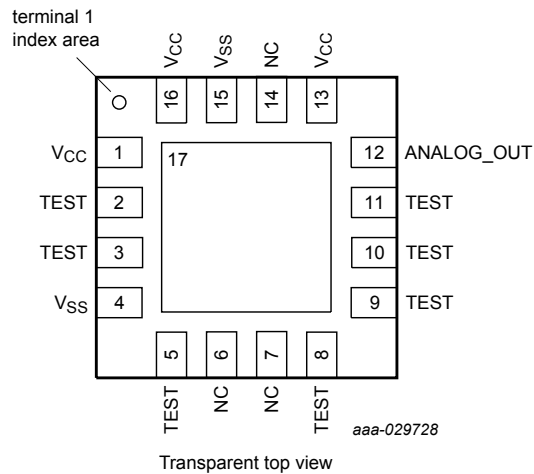 terminal 1
index area
VCC
VSS
NC
VCC
16
15
14
13
VCC 1
17
12 ANALOG_OUT
TEST 2
11 TEST
TEST 3
10 TEST
VSS 4
9 TEST
5
6
7
8
TEST
NC
NC
TEST
aaa-029728
Transparent top view